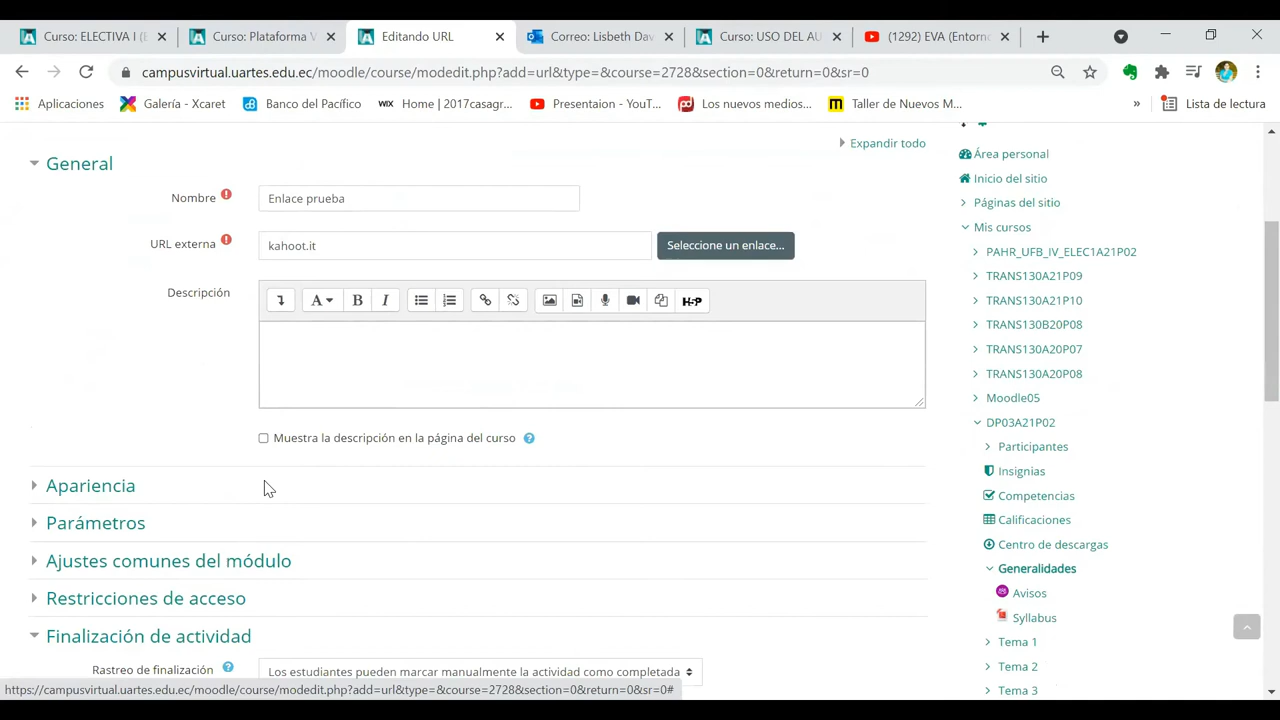 Curso: ELECTIVA I (E
Curso: Plataforma V
Editando URL
Correo: Lisbeth Dav
Curso: USO DEL AU
(1292) EVA (Entorno
campusvirtual.uartes.edu.ec/moodle/course/modedit.php?add=url&type=&course=2728&section=0&return=0&sr=0
Aplicaciones
Galería - Xcaret
Banco del Pacífico
WIX
Home | 2017casagr...
Presentaion - YouT...
Los nuevos medios...
Taller de Nuevos M...
»
Lista de lectura
Expandir todo
General
Nombre
Enlace prueba
URL externa
kahoot.it
Seleccione un enlace...
Descripción
A
B
I
H-P
Muestra la descripción en la página del curso
Apariencia
Parámetros
Ajustes comunes del módulo
Restricciones de acceso
Finalización de actividad
Rastreo de finalización
Los estudiantes pueden marcar manualmente la actividad como completada
Área personal
Inicio del sitio
Páginas del sitio
Mis cursos
PAHR_UFB_IV_ELEC1A21P02
TRANS130A21P09
TRANS130A21P10
TRANS130B20P08
TRANS130A20P07
TRANS130A20P08
Moodle05
DP03A21P02
Participantes
Insignias
Competencias
Calificaciones
Centro de descargas
Generalidades
Avisos
Syllabus
Tema 1
Tema 2
Tema 3
https://campusvirtual.uartes.edu.ec/moodle/course/modedit.php?add=url&type=&course=2728&section=0&return=0&sr=0#